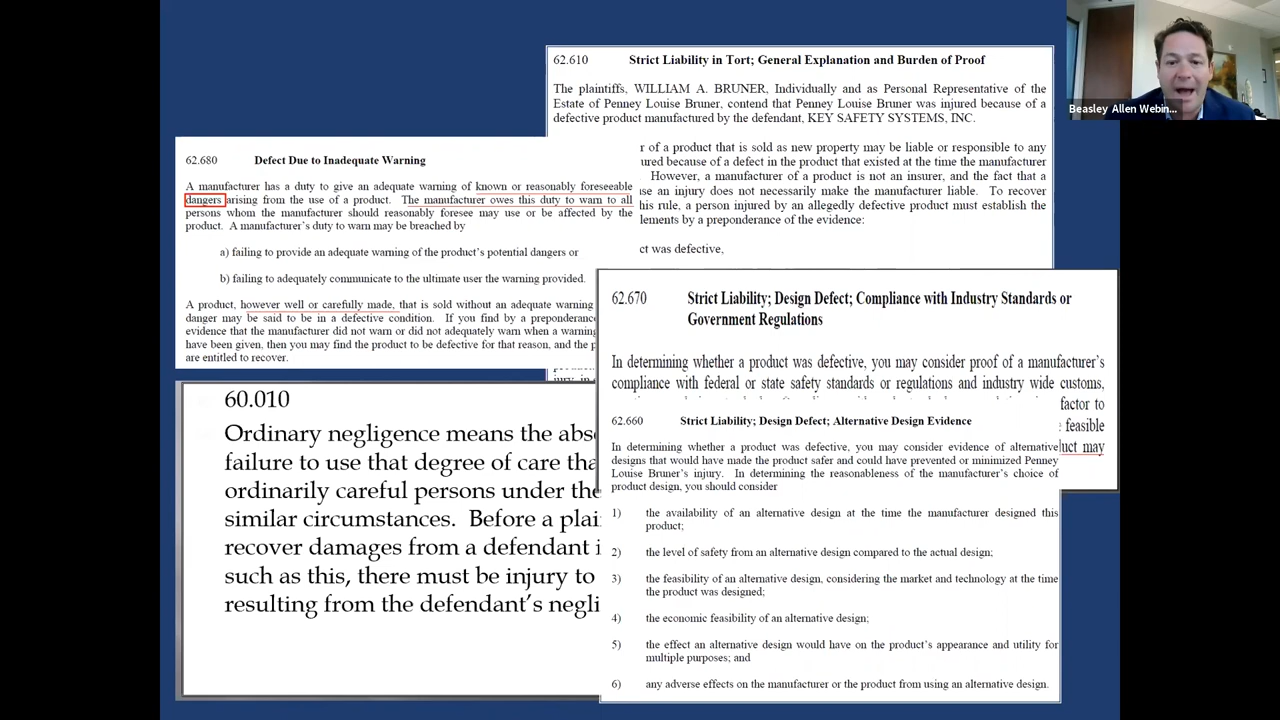 62.610 Strict Liability in Tort; General Explanation and Burden of Proof
The plaintiffs, WILLIAM A. BRUNER, Individually and as Personal Representative of the
Estate of Penney Louise Bruner, contend that Penney Louise Bruner was injured because of a
defective product manufactured by the defendant, KEY SAFETY SYSTEMS, INC.
r of a product that is sold as new property may be liable or responsible to any
ured because of a defect in the product that existed at the time the manufacturer
However, a manufacturer of a product is not an insurer, and the fact that a
use an injury does not necessarily make the manufacturer liable. To recover
his rule, a person injured by an allegedly defective product must establish the
lements by a preponderance of the evidence:
ct was defective,
Beasley Allen Webin...
62.680 Defect Due to Inadequate Warning
A manufacturer has a duty to give an adequate warning of known or reasonably foreseeable
dangers arising from the use of a product. The manufacturer owes this duty to warn to all
persons whom the manufacturer should reasonably foresee may use or be affected by the
product. A manufacturer's duty to warn may be breached by
a) failing to provide an adequate warning of the product's potential dangers or
b) failing to adequately communicate to the ultimate user the warning provided.
A product, however well or carefully made, that is sold without an adequate warning
danger may be said to be in a defective condition. If you find by a preponderance
evidence that the manufacturer did not warn or did not adequately warn when a warning
have been given, then you may find the product to be defective for that reason, and the p
are entitled to recover.
62.670 Strict Liability; Design Defect; Compliance with Industry Standards or
Government Regulations
In determining whether a product was defective, you may consider proof of a manufacturer's
compliance with federal or state safety standards or regulations and industry wide customs,
factor to
feasible
uct may
60.010
Ordinary negligence means the abs
failure to use that degree of care tha
ordinarily careful persons under the
similar circumstances. Before a plai
recover damages from a defendant i
such as this, there must be injury to
resulting from the defendant's negli
62.660 Strict Liability; Design Defect; Alternative Design Evidence
In determining whether a product was defective, you may consider evidence of alternative
designs that would have made the product safer and could have prevented or minimized Penney
Louise Bruner's injury. In determining the reasonableness of the manufacturer's choice of
product design, you should consider
1) the availability of an alternative design at the time the manufacturer designed this
product;
2) the level of safety from an alternative design compared to the actual design;
3) the feasibility of an alternative design, considering the market and technology at the time
the product was designed;
4) the economic feasibility of an alternative design;
5) the effect an alternative design would have on the product's appearance and utility for
multiple purposes; and
6) any adverse effects on the manufacturer or the product from using an alternative design.